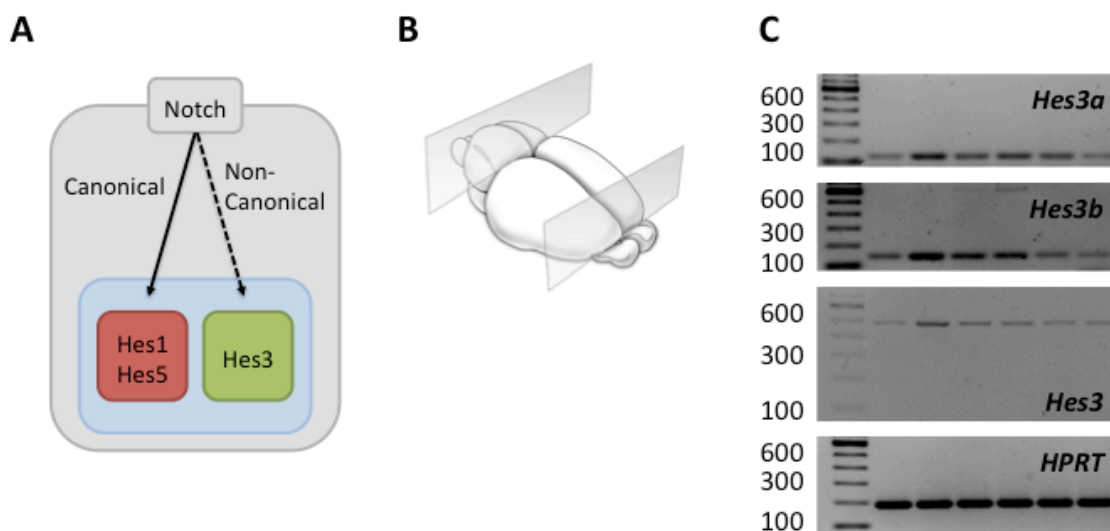 A
B
C
Notch
Canonical
Non-
Canonical
Hes1
Hes5
Hes3
600
300
100
Hes3a
600
300
100
Hes3b
600
300
100
Hes3
600
300
100
HPRT